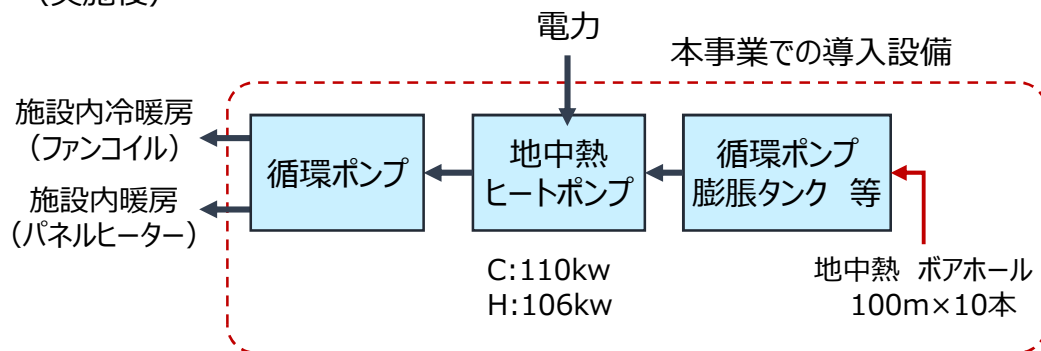 電力
本事業での導入設備
施設内冷暖房
（ファンコイル）
施設内暖房
（パネルヒーター）
循環ポンプ
地中熱
ヒートポンプ
循環ポンプ
膨脹タンク 等
C:110kw
H:106kw
地中熱 ボアホール
100m×10本